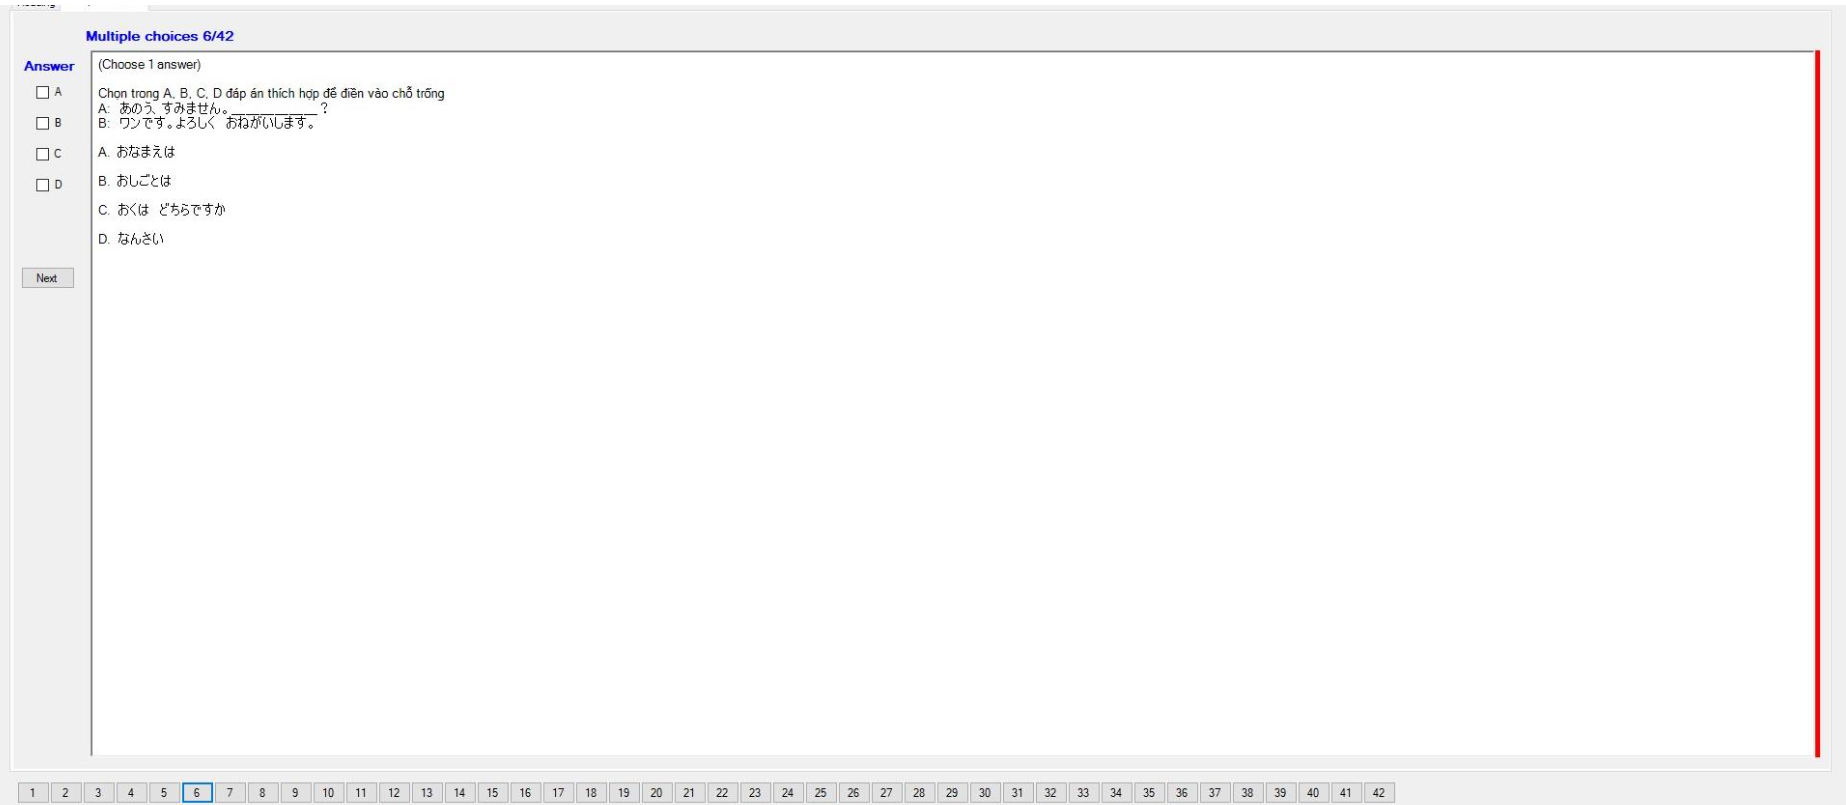 Multiple choices 6/42
Answer
(Choose 1 answer)
A
Chọn trong A, B, C, D đáp án thích hợp để điền vào chỗ trống
A: あのう、すみません。____________?
B
B: ワンです。よろしく おねがいします。
C
A. おなまえは
D
B. おしごとは
C. おくは どちらですか
D. なんさい
Next
1 2 3 4 5 6 7 8 9 10 11 12 13 14 15 16 17 18 19 20 21 22 23 24 25 26 27 28 29 30 31 32 33 34 35 36 37 38 39 40 41 42